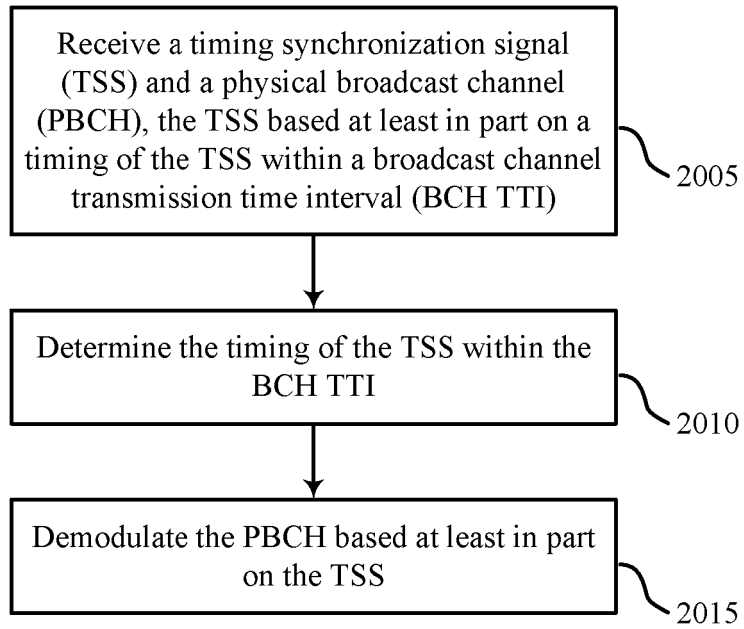 Receive a timing synchronization signal
(TSS) and a physical broadcast channel
(PBCH), the TSS based at least in part on a
timing of the TSS within a broadcast channel
transmission time interval (BCH TTI)
2005
Determine the timing of the TSS within the
BCH TTI
2010
Demodulate the PBCH based at least in part
on the TSS
2015